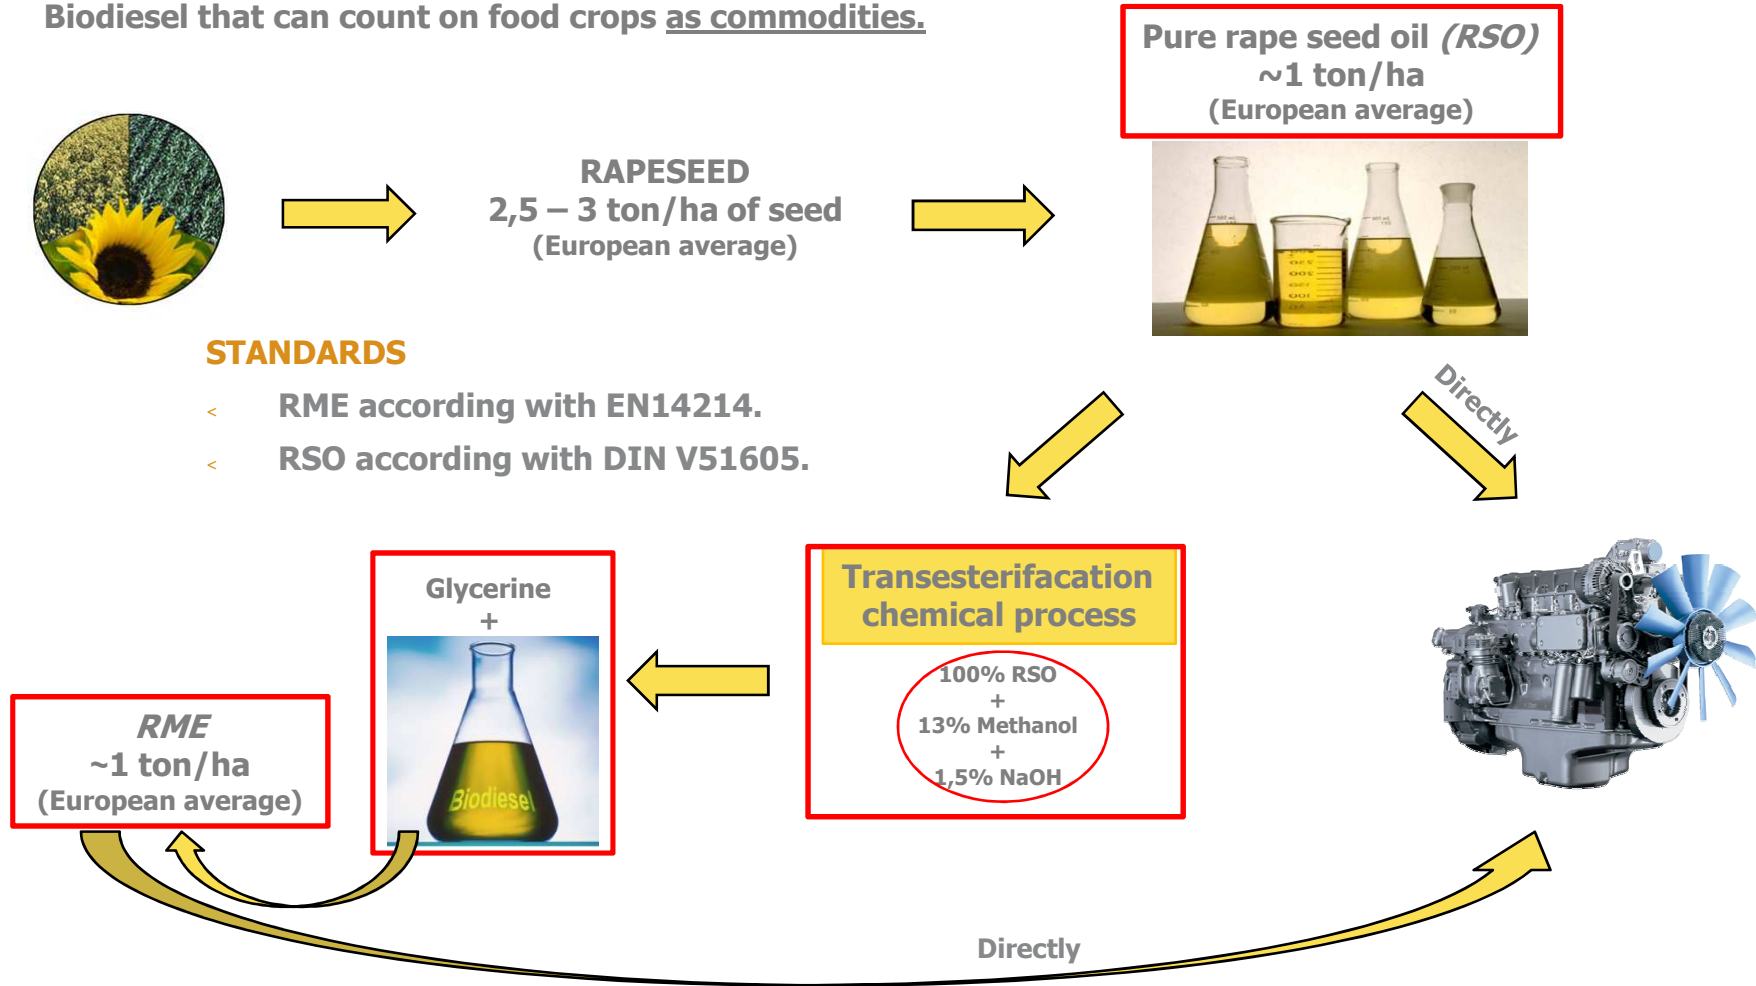 Biodiesel that can count on food crops as commodities.
Pure rape seed oil (RSO)
~1 ton/ha
(European average)
RAPESEED
2,5 – 3 ton/ha of seed
(European average)
STANDARDS
< RME according with EN14214.
< RSO according with DIN V51605.
Directly
Transesterifacation
chemical process
100% RSO
+
13% Methanol
+
1,5% NaOH
Glycerine
+
Biodiesel
RME
~1 ton/ha
(European average)
Directly